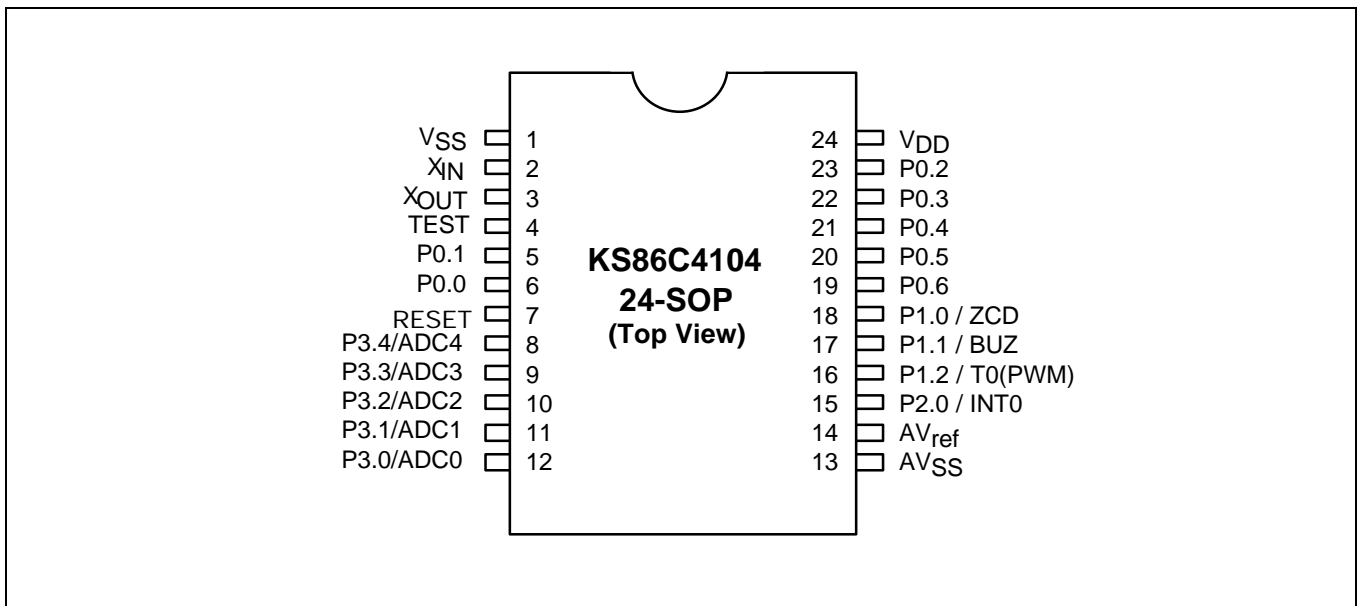 VSS 1 24 VDD
XIN 2 23 P0.2
XOUT 3 22 P0.3
TEST 4 21 P0.4
P0.1 5 20 P0.5
P0.0 6 19 P0.6
RESET 7 18 P1.0 / ZCD
P3.4/ADC4 8 17 P1.1 / BUZ
P3.3/ADC3 9 16 P1.2 / T0(PWM)
P3.2/ADC2 10 15 P2.0 / INT0
P3.1/ADC1 11 14 AVref
P3.0/ADC0 12 13 AVSS
KS86C4104
24-SOP
(Top View)